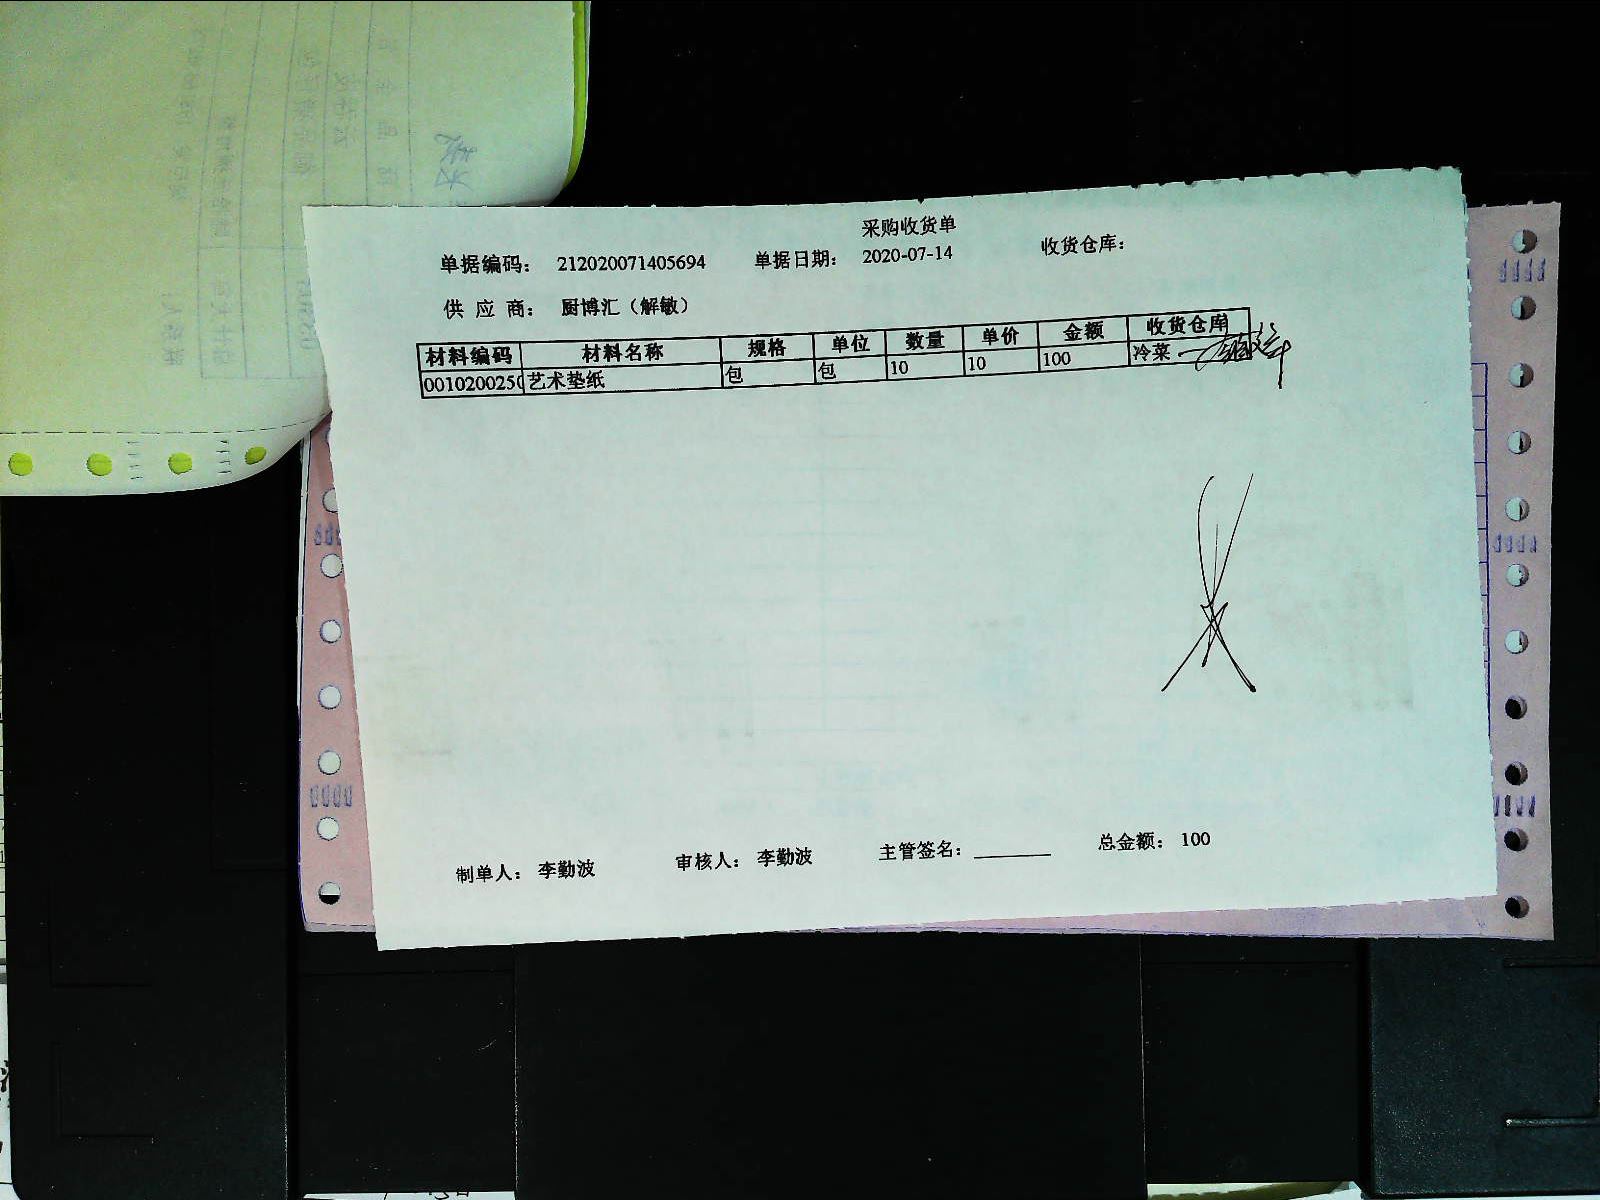 采购收货单
单据编码： 212020071405694 单据日期： 2020-07-14 收货仓库：
供 应 商： 厨博汇（解敏）
材料编码 材料名称 规格 单位 数量 单价 金额 收货仓库
0010200250 艺术垫纸 包 包 10 10 100 冷菜
制单人： 李勤波 审核人： 李勤波 主管签名：_______ 总金额： 100